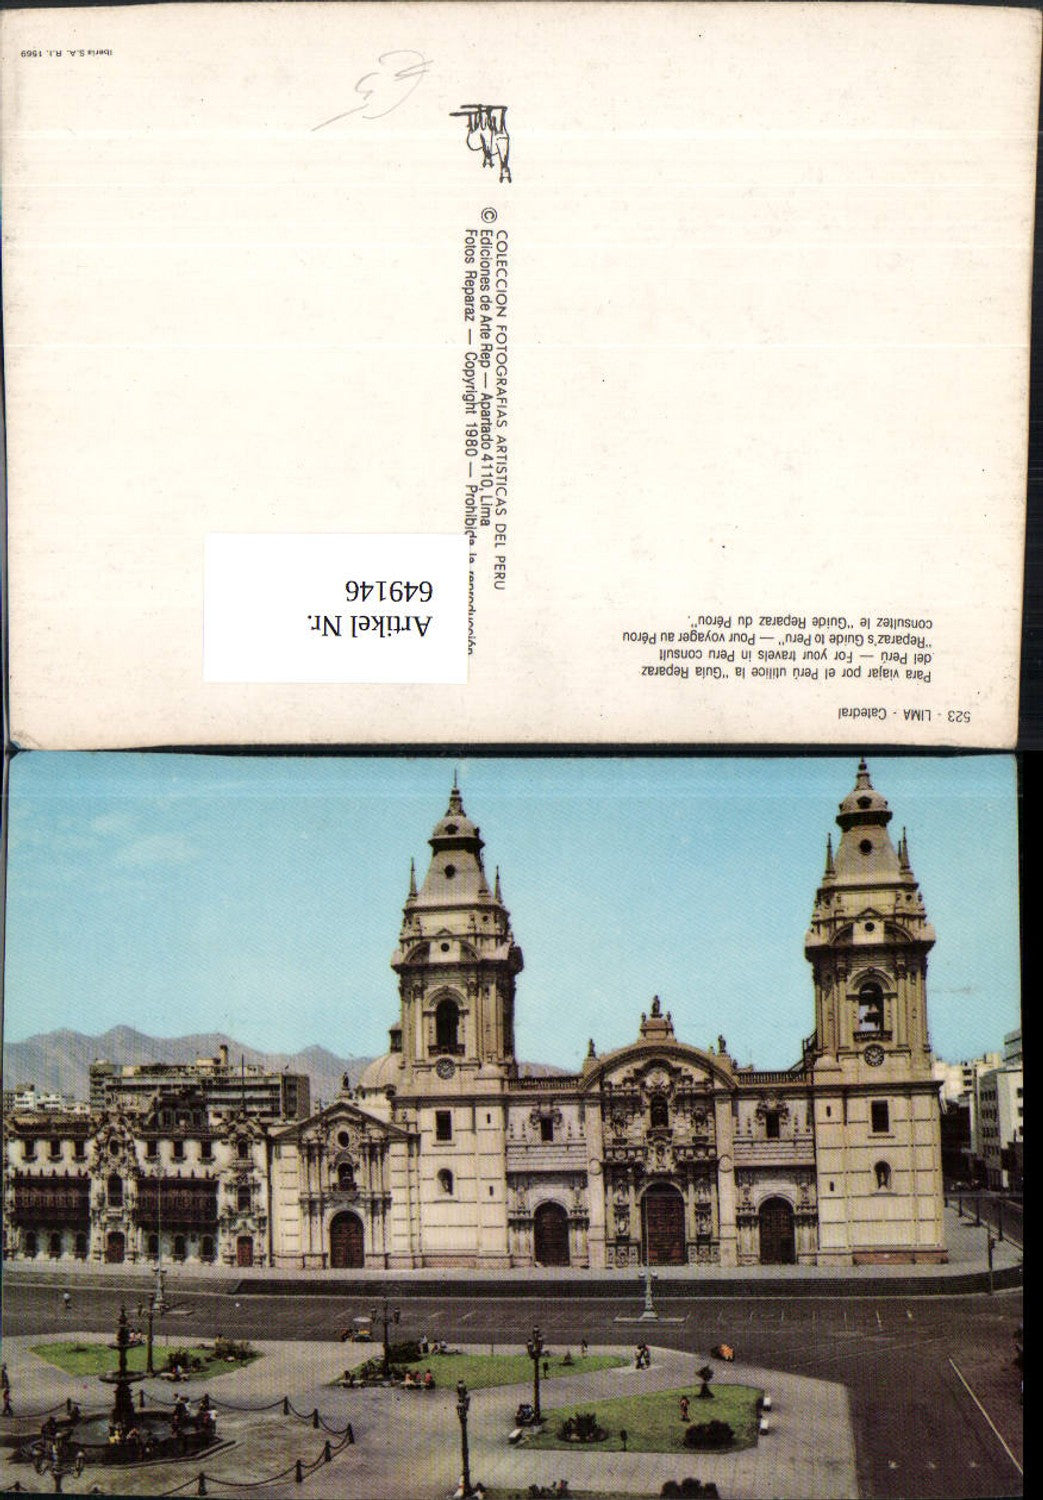 523 - LIMA - Catedral
Para viajar por el Perú utilice la "Guía Reparaz
del Perú — For your travels in Peru consult
"Reparaz's Guide to Peru" — Pour voyager au Pérou
consultez le "Guide Reparaz du Pérou".
COLECCION FOTOGRAFIAS ARTISTICAS DEL PERU
© Ediciones de Arte Rep — Apartado 4110, Lima
Fotos Reparaz — Copyright 1980 — Prohibida la reproducción
Artikel Nr.
649146
Iberia S.A. R.I. 1569